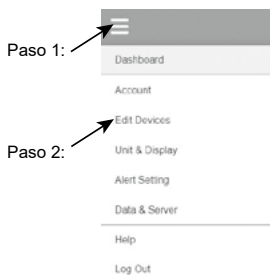 Paso 1:
Dashboard
Account
Edit Devices
Paso 2:
Unit & Display
Alert Setting
Data & Server
Help
Log Out